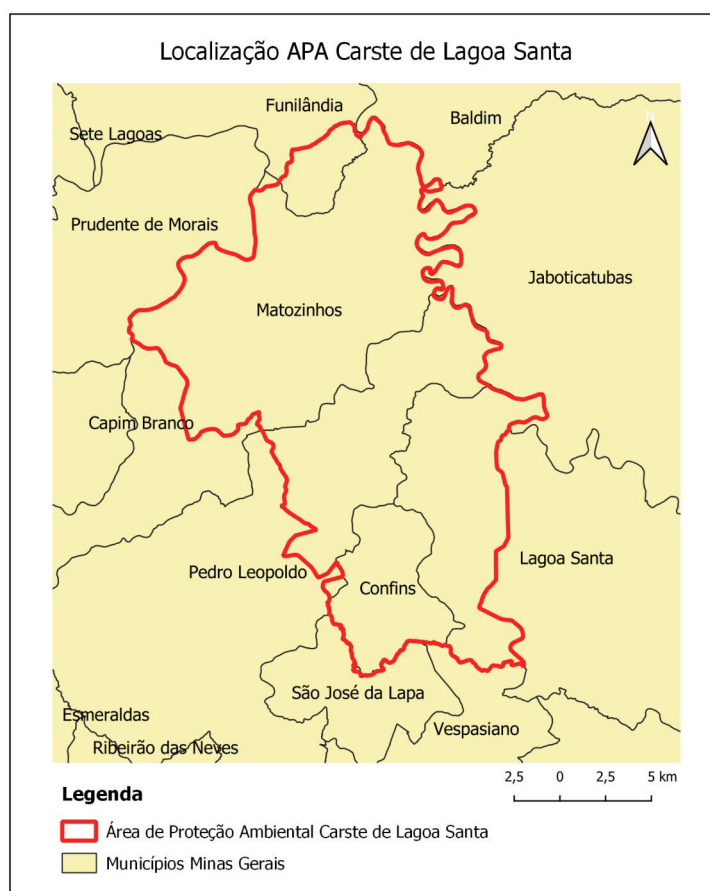 Localização APA Carste de Lagoa Santa
Funilândia
Baldim
N
Sete Lagoas
Prudente de Morais
Jaboticatubas
Matozinhos
Capim Branco
Lagoa Santa
Pedro Leopoldo
Confins
São José da Lapa
Esmeraldas
Vespasiano
Ribeirão das Neves
2,5 0 2,5 5 km
Legenda
Área de Proteção Ambiental Carste de Lagoa Santa
Municípios Minas Gerais